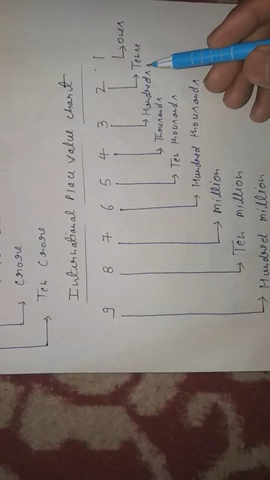 Crore
Ten Crore
International Place value chart
9 8 7 6 5 4 3 2 1
ones
Tense
Hundreds
Thousands
Ten thousands
Hundred thousands
million
Ten million
Hundred million